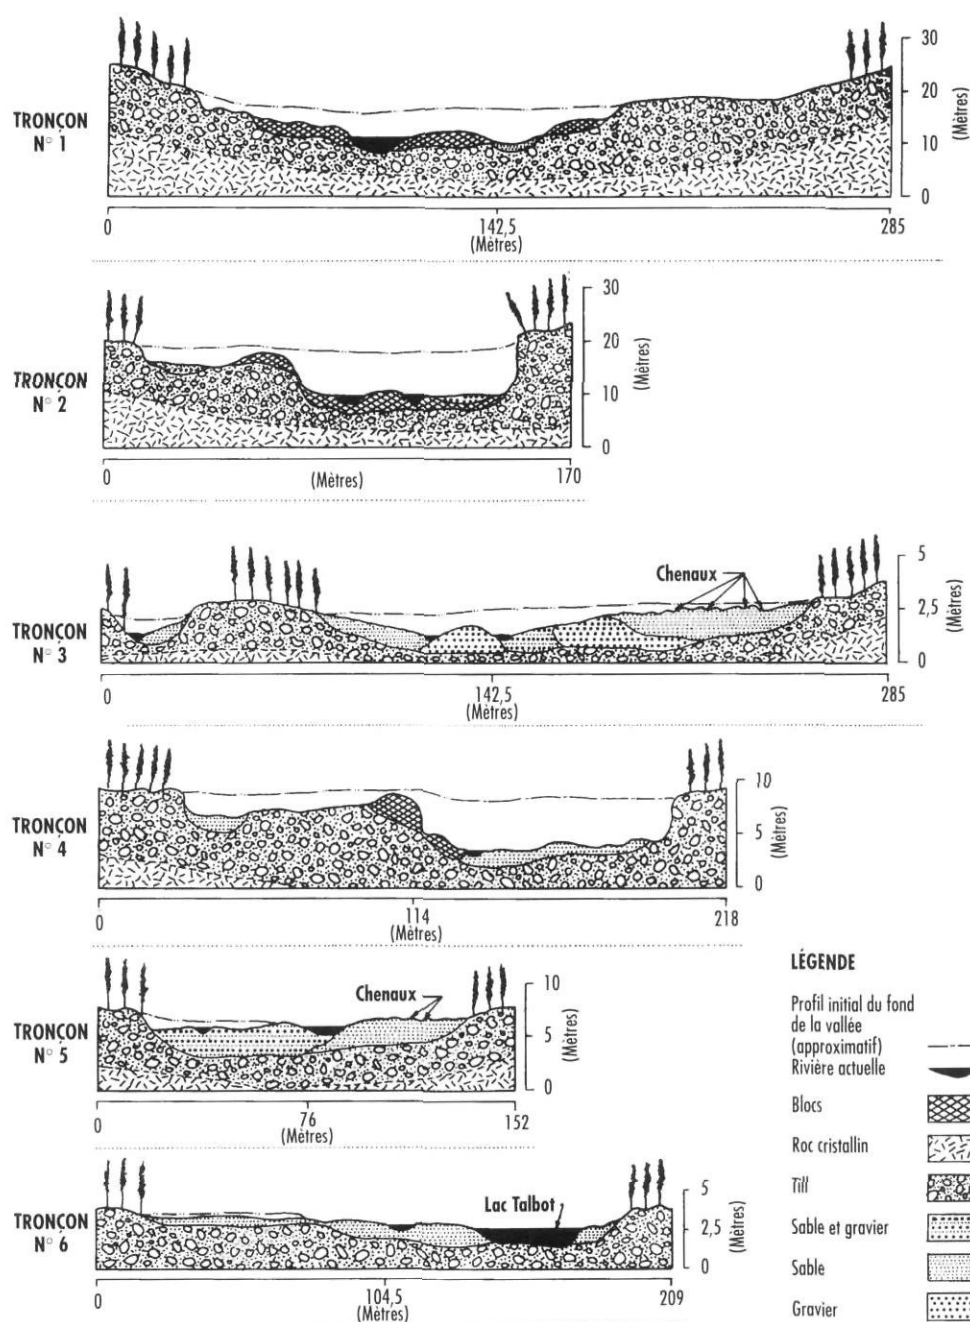 30
20
10
0
(Mètres)
TRONÇON
N° 1
0
142,5
285
(Mètres)
30
20
10
0
(Mètres)
TRONÇON
N° 2
0
(Mètres)
170
Chenaux
5
2,5
0
(Mètres)
TRONÇON
N° 3
0
142,5
285
(Mètres)
10
5
0
(Mètres)
TRONÇON
N° 4
0
114
218
(Mètres)
Chenaux
10
5
0
(Mètres)
TRONÇON
N° 5
0
76
152
(Mètres)
Lac Talbot
5
2,5
0
(Mètres)
TRONÇON
N° 6
0
104,5
209
(Mètres)
LÉGENDE
Profil initial du fond
de la vallée
(approximatif)
Rivière actuelle
Blocs
Roc cristallin
Till
Sable et gravier
Sable
Gravier